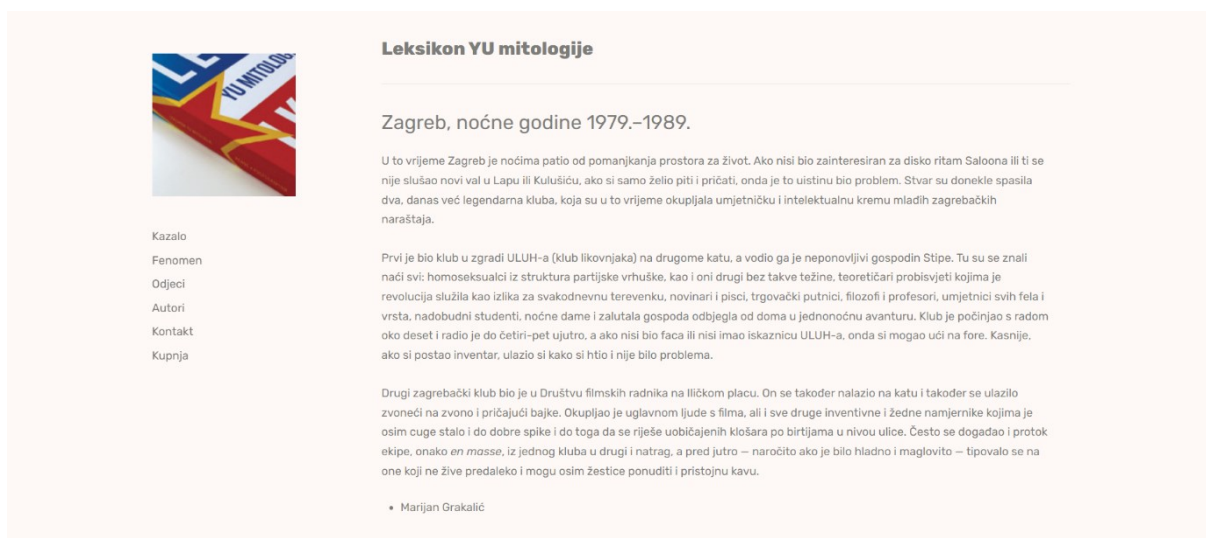 Leksikon YU mitologije
YU MITOLOG
Kazalo
Fenomen
Odjeci
Autori
Kontakt
Kupnja
Zagreb, noćne godine 1979.–1989.
U to vrijeme Zagreb je noćima patio od pomanjkanja prostora za život. Ako nisi bio zainteresiran za disko ritam Saloona ili ti se
nije slušao novi val u Lapu ili Kulušiću, ako si samo želio piti i pričati, onda je to uistinu bio problem. Stvar su donekle spasila
dva, danas već legendarna kluba, koja su u to vrijeme okupljala umjetničku i intelektualnu kremu mlađih zagrebačkih
naraštaja.
Prvi je bio klub u zgradi ULUH-a (klub likovnjaka) na drugome katu, a vodio ga je neponovljivi gospodin Stipe. Tu su se znali
naći svi: homoseksualci iz struktura partijske vrhuške, kao i oni drugi bez takve težine, teoretičari probisvjeti kojima je
revolucija služila kao izlika za svakodnevnu terevenku, novinari i pisci, trgovački putnici, filozofi i profesori, umjetnici svih fela i
vrsta, nadobudni studenti, noćne dame i zalutala gospoda odbjegla od doma u jednonoćnu avanturu. Klub je počinjao s radom
oko deset i radio je do četiri-pet ujutro, a ako nisi bio faca ili nisi imao iskaznicu ULUH-a, onda si mogao ući na fore. Kasnije,
ako si postao inventar, ulazio si kako si htio i nije bilo problema.
Drugi zagrebački klub bio je u Društvu filmskih radnika na Iličkom placu. On se također nalazio na katu i također se ulazilo
zvoneći na zvono i pričajući bajke. Okupljao je uglavnom ljude s filma, ali i sve druge inventivne i žedne namjernike kojima je
osim cuge stalo i do dobre spike i do toga da se riješe uobičajenih klošara po birtijama u nivou ulice. Često se događao i protok
ekipe, onako en masse, iz jednog kluba u drugi i natrag, a pred jutro — naročito ako je bilo hladno i maglovito — tipovalo se na
one koji ne žive predaleko i mogu osim žestice ponuditi i pristojnu kavu.
• Marijan Grakalić